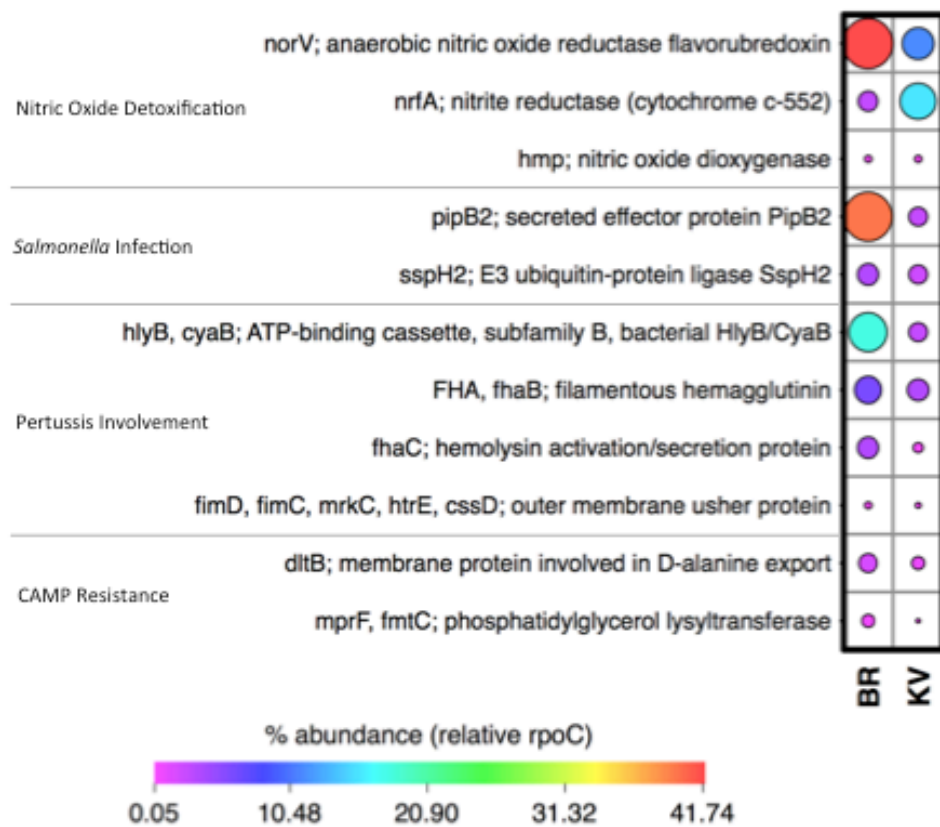 norV; anaerobic nitric oxide reductase flavorubredoxin
Nitric Oxide Detoxification
nrfA; nitrite reductase (cytochrome c-552)
hmp; nitric oxide dioxygenase
pipB2; secreted effector protein PipB2
Salmonella Infection
sspH2; E3 ubiquitin-protein ligase SspH2
hlyB, cyaB; ATP-binding cassette, subfamily B, bacterial HlyB/CyaB
FHA, fhaB; filamentous hemagglutinin
Pertussis Involvement
fhaC; hemolysin activation/secretion protein
fimD, fimC, mrkC, htrE, cssD; outer membrane usher protein
dltB; membrane protein involved in D-alanine export
CAMP Resistance
mprF, fmtC; phosphatidylglycerol lysyltransferase
BR KV
% abundance (relative rpoC)
0.05 10.48 20.90 31.32 41.74